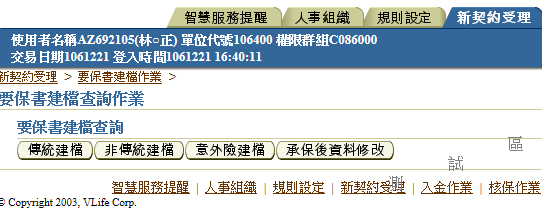 智慧服務提醒 人事組織 規則設定 新契約受理
使用者名稱AZ692105(林○正) 單位代號106400 權限群組C086000
交易日期1061221 登入時間1061221 16:40:11
新契約受理 > 要保書建檔作業 >
要保書建檔查詢作業
要保書建檔查詢
傳統建檔 非傳統建檔 意外險建檔 承保後資料修改
測試區
智慧服務提醒 | 人事組織 | 規則設定 | 新契約受理 | 入金作業 | 核保作業
© Copyright 2003, VLife Corp.